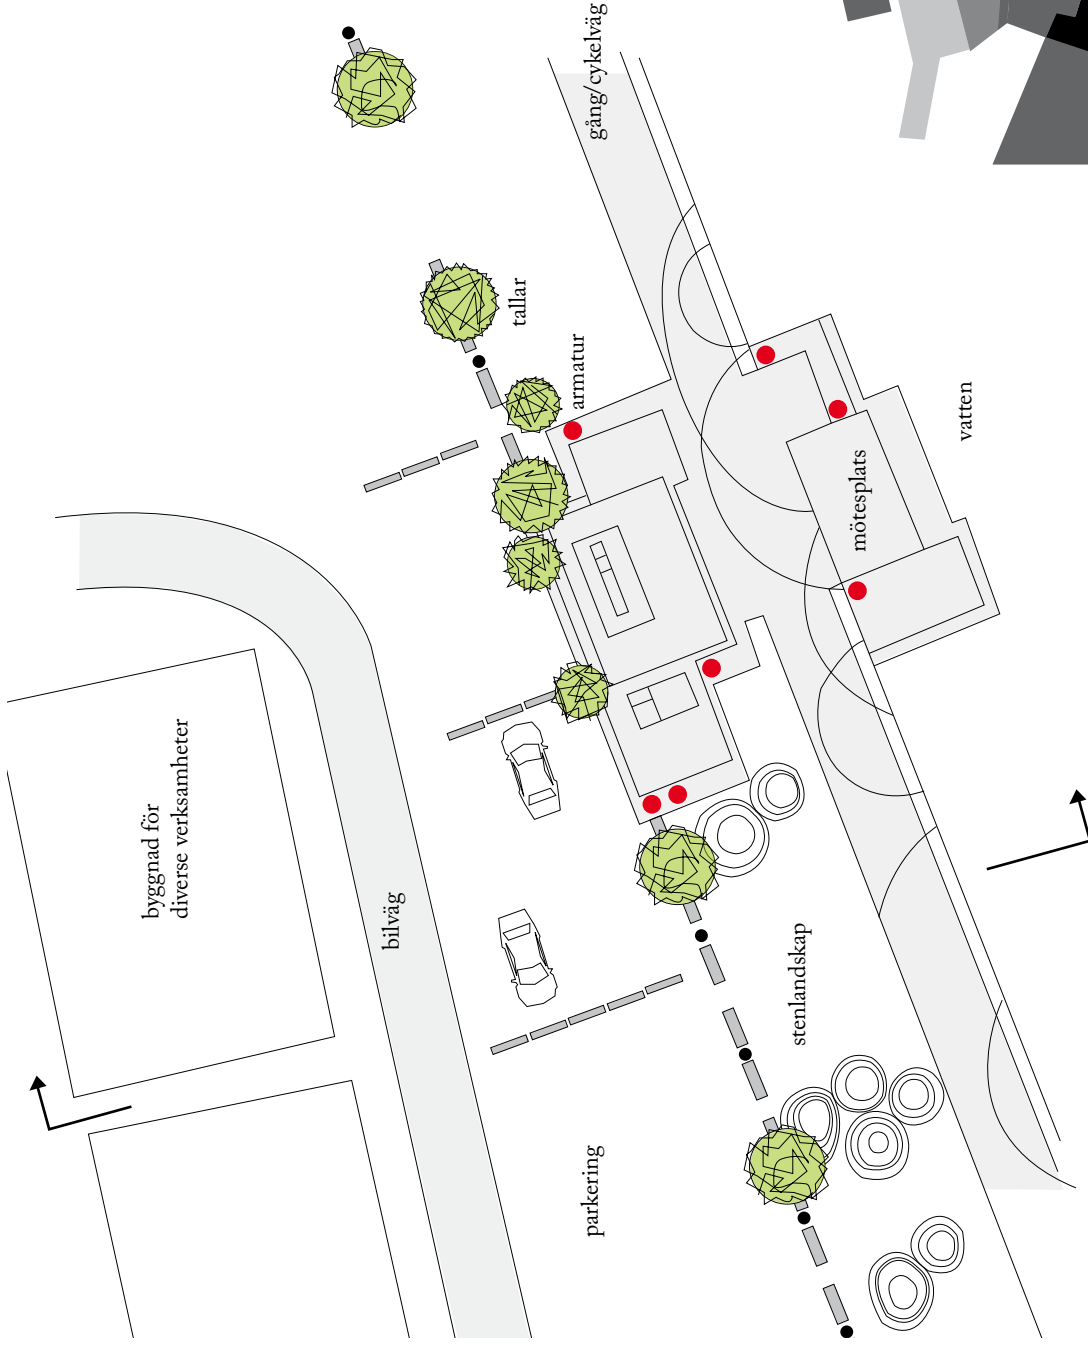 gång/cykelväg
tallar
armatur
vatten
mötesplats
byggnad för
diverse verksamheter
bilväg
stenlandskap
parkering